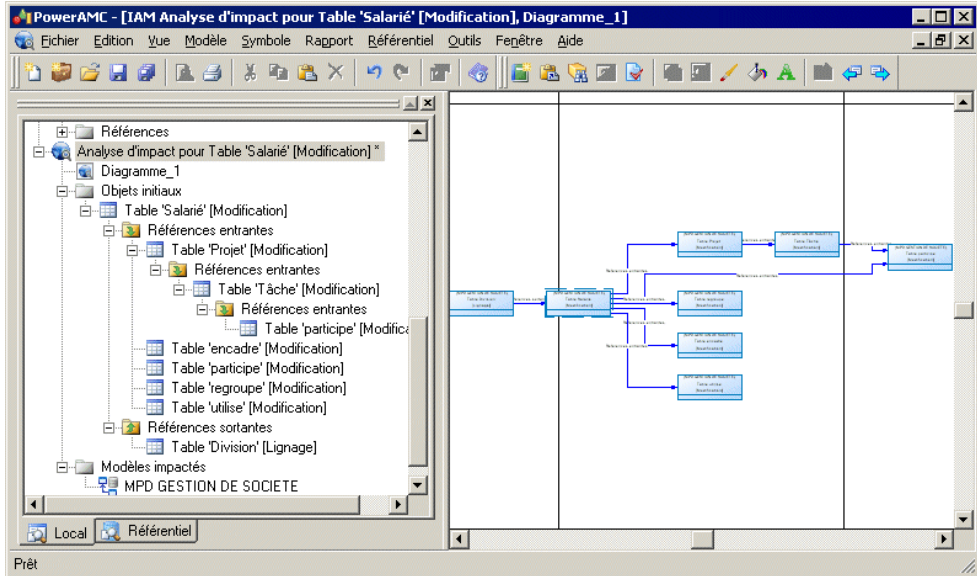 PowerAMC - [IAM Analyse d'impact pour Table 'Salarié' [Modification], Diagramme_1]
Fichier Edition Vue Modèle Symbole Rapport Référentiel Outils Fenêtre Aide
Références
Analyse d'impact pour Table 'Salarié' [Modification] *
Diagramme_1
Objets initiaux
Table 'Salarié' [Modification]
Références entrantes
Table 'Projet' [Modification]
Références entrantes
Table 'Tâche' [Modification]
Références entrantes
Table 'participe' [Modifica
Table 'encadre' [Modification]
Table 'participe' [Modification]
Table 'regroupe' [Modification]
Table 'utilise' [Modification]
Références sortantes
Table 'Division' [Lignage]
Modèles impactés
MPD GESTION DE SOCIETE
Local Référentiel
Prêt